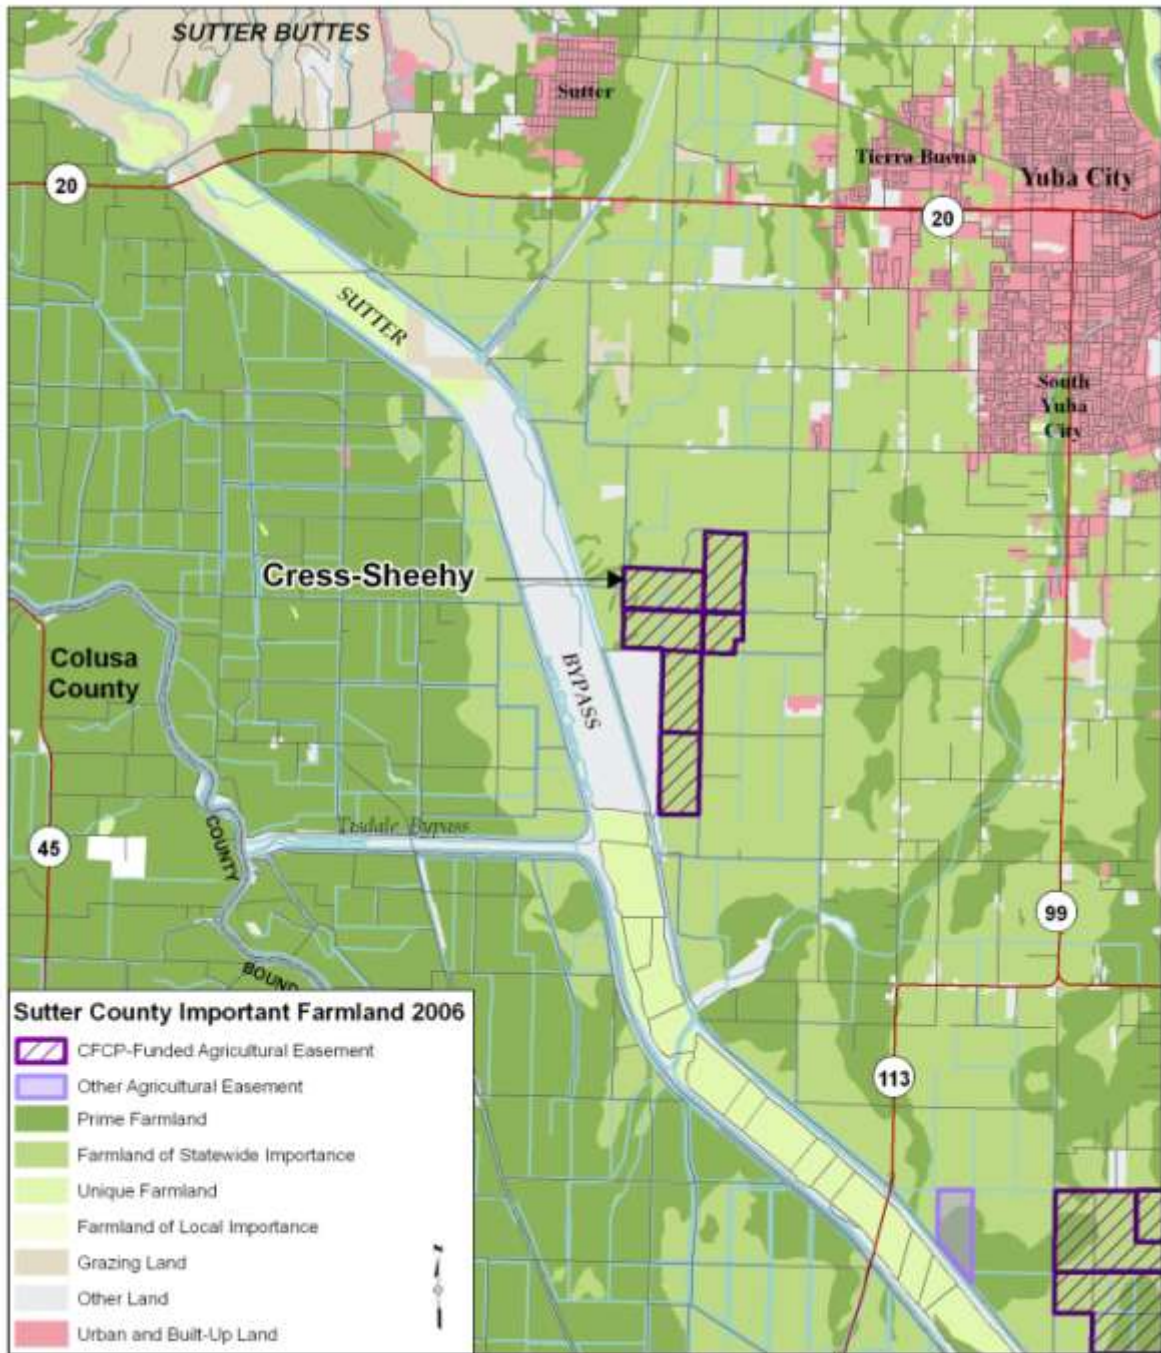 SUTTER BUTTES
Sutter
Tierra Buena
Yuba City
20
20
SUTTER
South
Yuba
City
Cress-Sheehy
Colusa
County
BYPASS
Tisdale Bypass
45
COUNTY
99
BOUND
113
Sutter County Important Farmland 2006
CFCP-Funded Agricultural Easement
Other Agricultural Easement
Prime Farmland
Farmland of Statewide Importance
Unique Farmland
Farmland of Local Importance
Grazing Land
Other Land
Urban and Built-Up Land